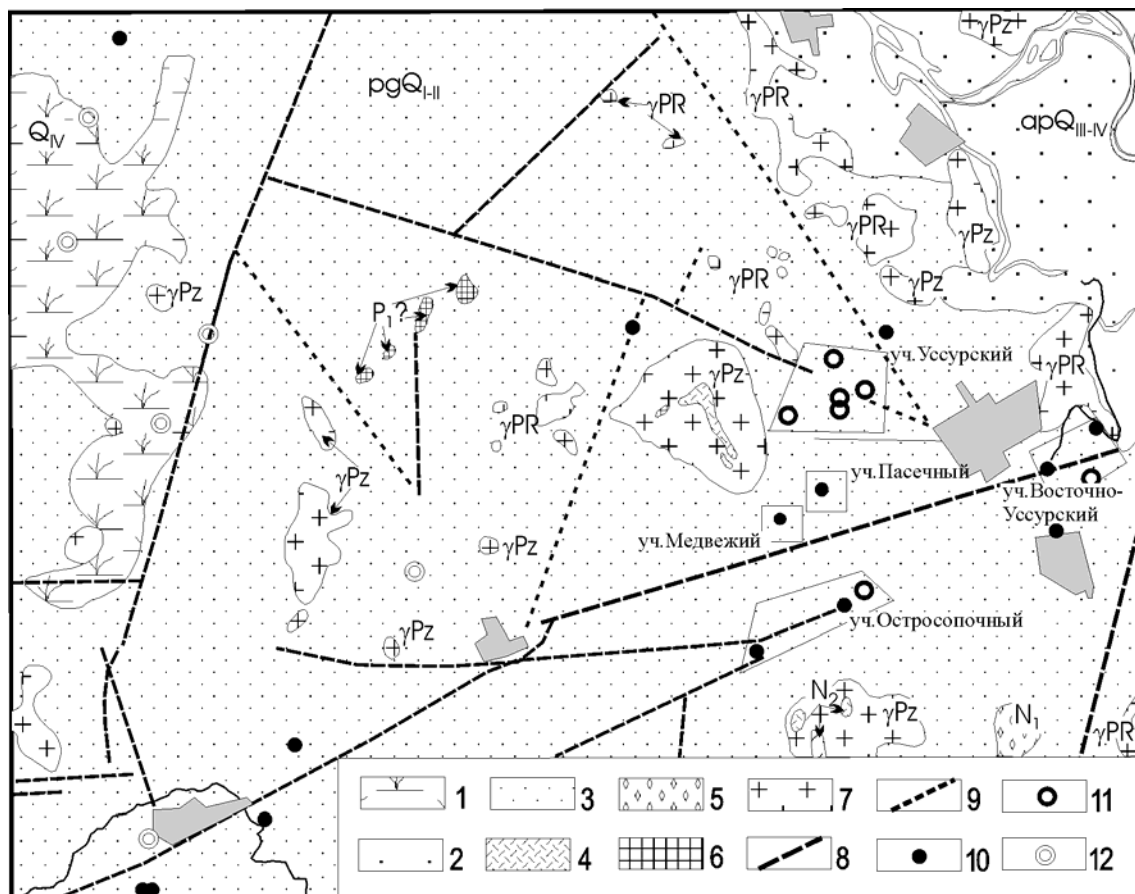 γPz
pgQI-II
γPR
γPR
apQIII-IV
QIV
γPR
γPz
γPz
γPR
γPz
P1?
уч.Уссурский
γPz
γPR
γPR
γPz
уч.Пасечный
уч.Восточно-
Уссурский
уч.Медвежий
γPz
γPz
уч.Остросопочный
N2
γPz
N1
γPR
1
3
5
7
9
11
2
4
6
8
10
12